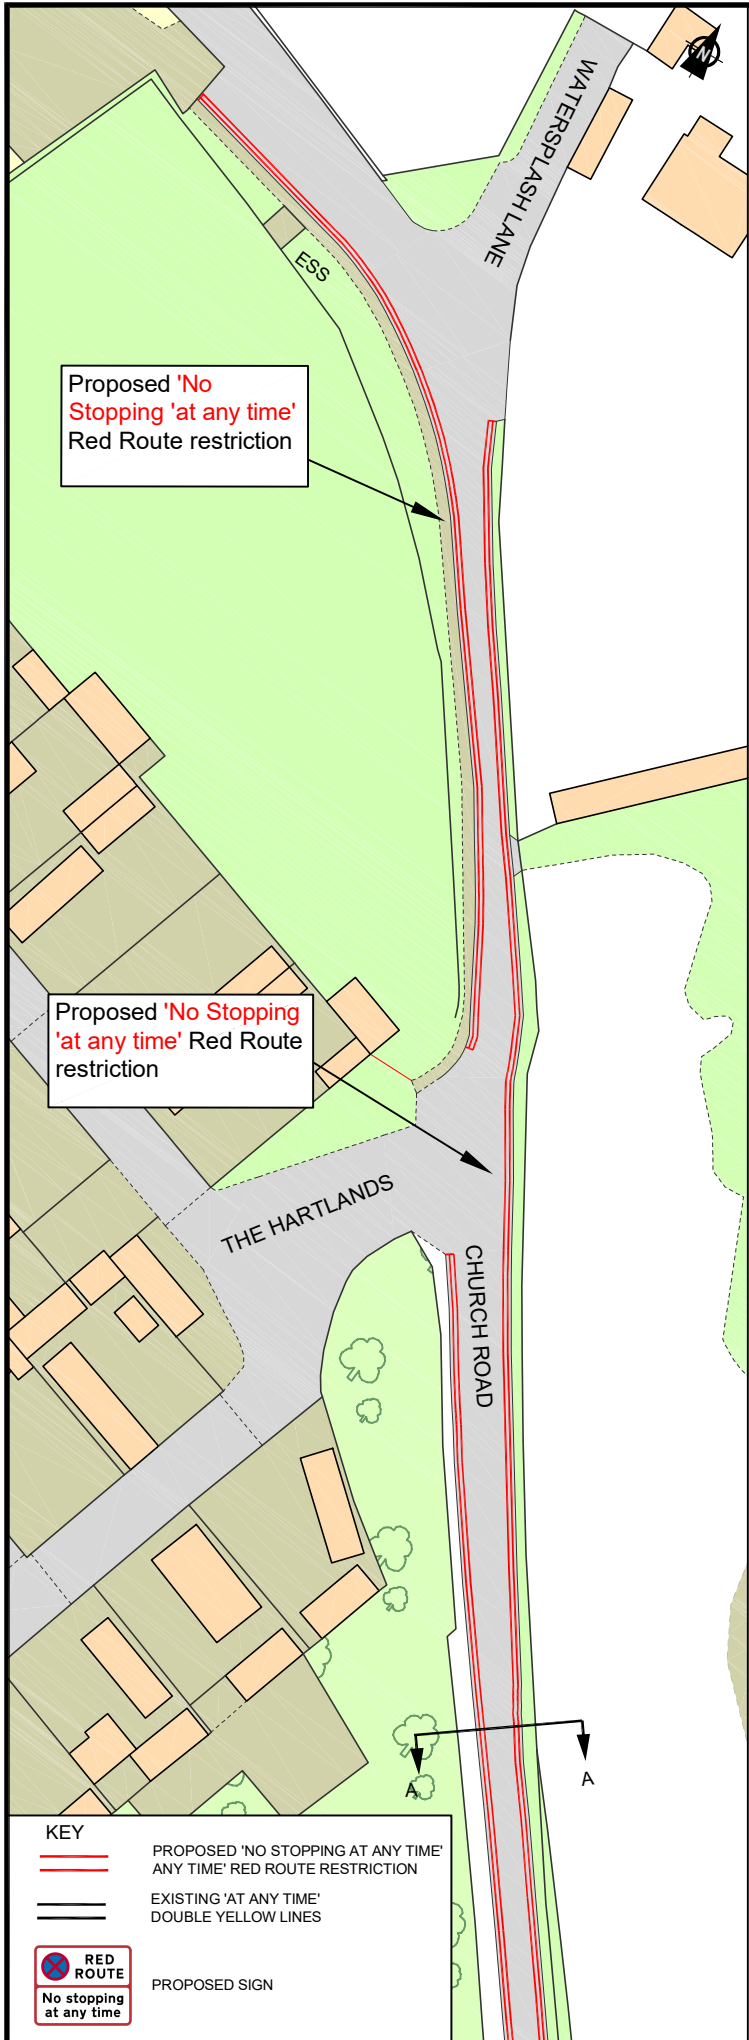 N
WATERSPLASH LANE
ESS
Proposed 'No
Stopping 'at any time'
Red Route restriction
Proposed 'No Stopping
'at any time' Red Route
restriction
THE HARTLANDS
CHURCH ROAD
A
A
KEY
PROPOSED 'NO STOPPING AT ANY TIME'
ANY TIME' RED ROUTE RESTRICTION
EXISTING 'AT ANY TIME'
DOUBLE YELLOW LINES
RED
ROUTE
No stopping
at any time
PROPOSED SIGN